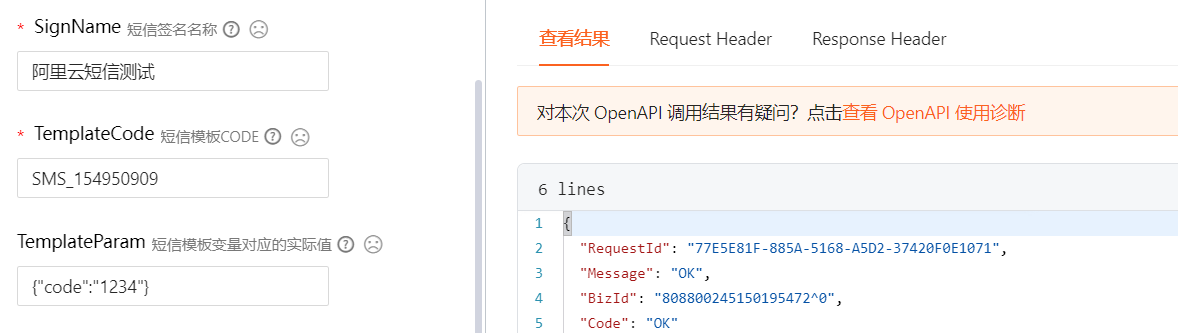 * SignName 短信签名名称
阿里云短信测试
* TemplateCode 短信模板CODE
SMS_154950909
TemplateParam 短信模板变量对应的实际值
{"code":"1234"}
查看结果 Request Header Response Header
对本次 OpenAPI 调用结果有疑问？点击查看 OpenAPI 使用诊断
6 lines
1 {
2 "RequestId": "77E5E81F-885A-5168-A5D2-37420F0E1071",
3 "Message": "OK",
4 "BizId": "808800245150195472^0",
5 "Code": "OK"